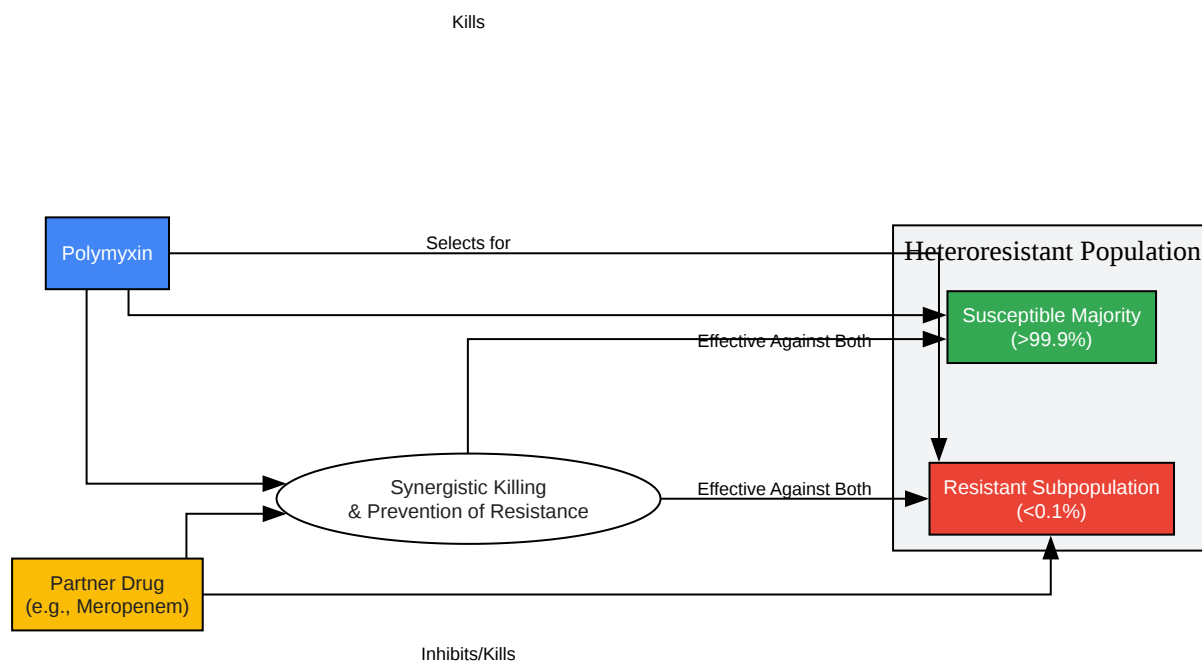 Kills
Polymyxin
Selects for
Heteroresistant Population
Susceptible Majority
(>99.9%)
Effective Against Both
Synergistic Killing
& Prevention of Resistance
Effective Against Both
Resistant Subpopulation
(<0.1%)
Partner Drug
(e.g., Meropenem)
Inhibits/Kills